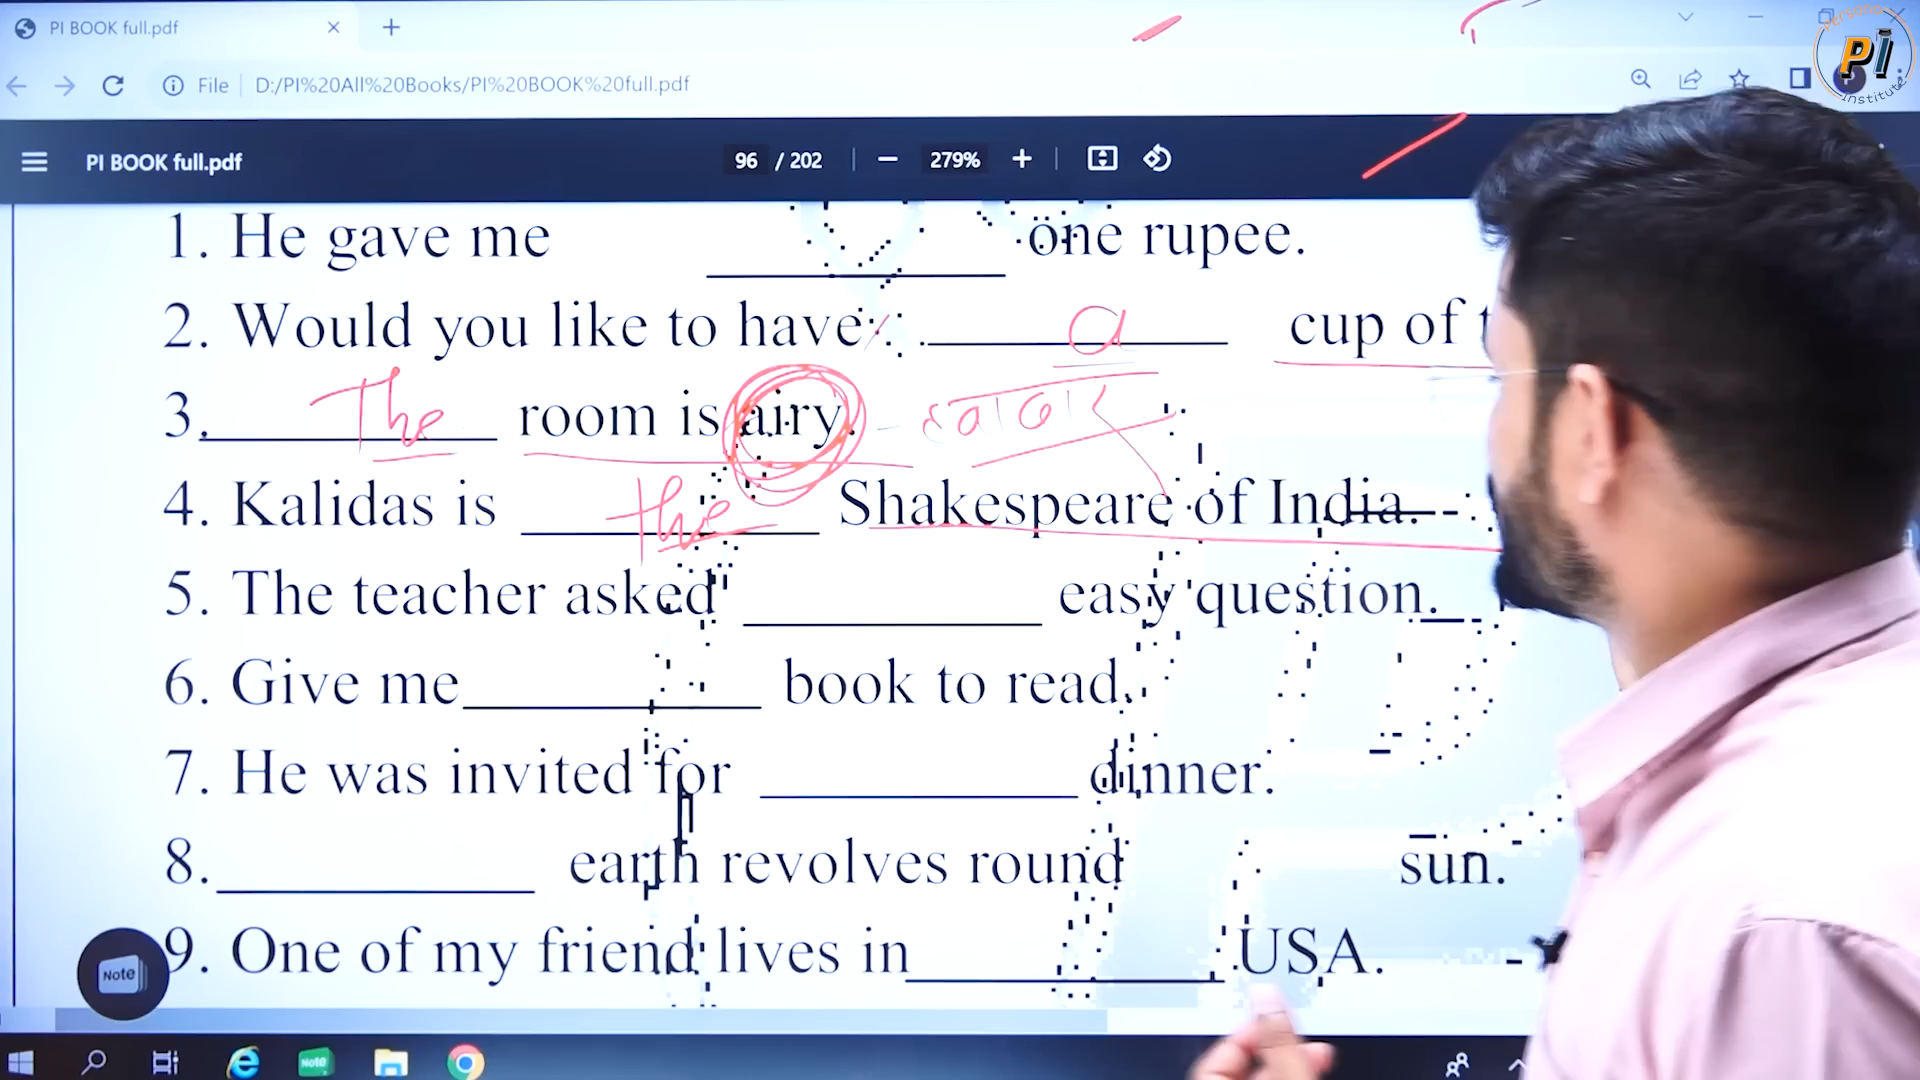 PI BOOK full.pdf
File D:/PI%20All%20Books/PI%20BOOK%20full.pdf
PI institute
PI BOOK full.pdf 96 / 202 279%
1. He gave me one rupee.
2. Would you like to have a cup of
3. The room is airy.
4. Kalidas is the Shakespeare of India.
5. The teacher asked easy question.
6. Give me book to read.
7. He was invited for dinner.
8. earth revolves round sun.
9. One of my friend lives in USA.
Note
Note